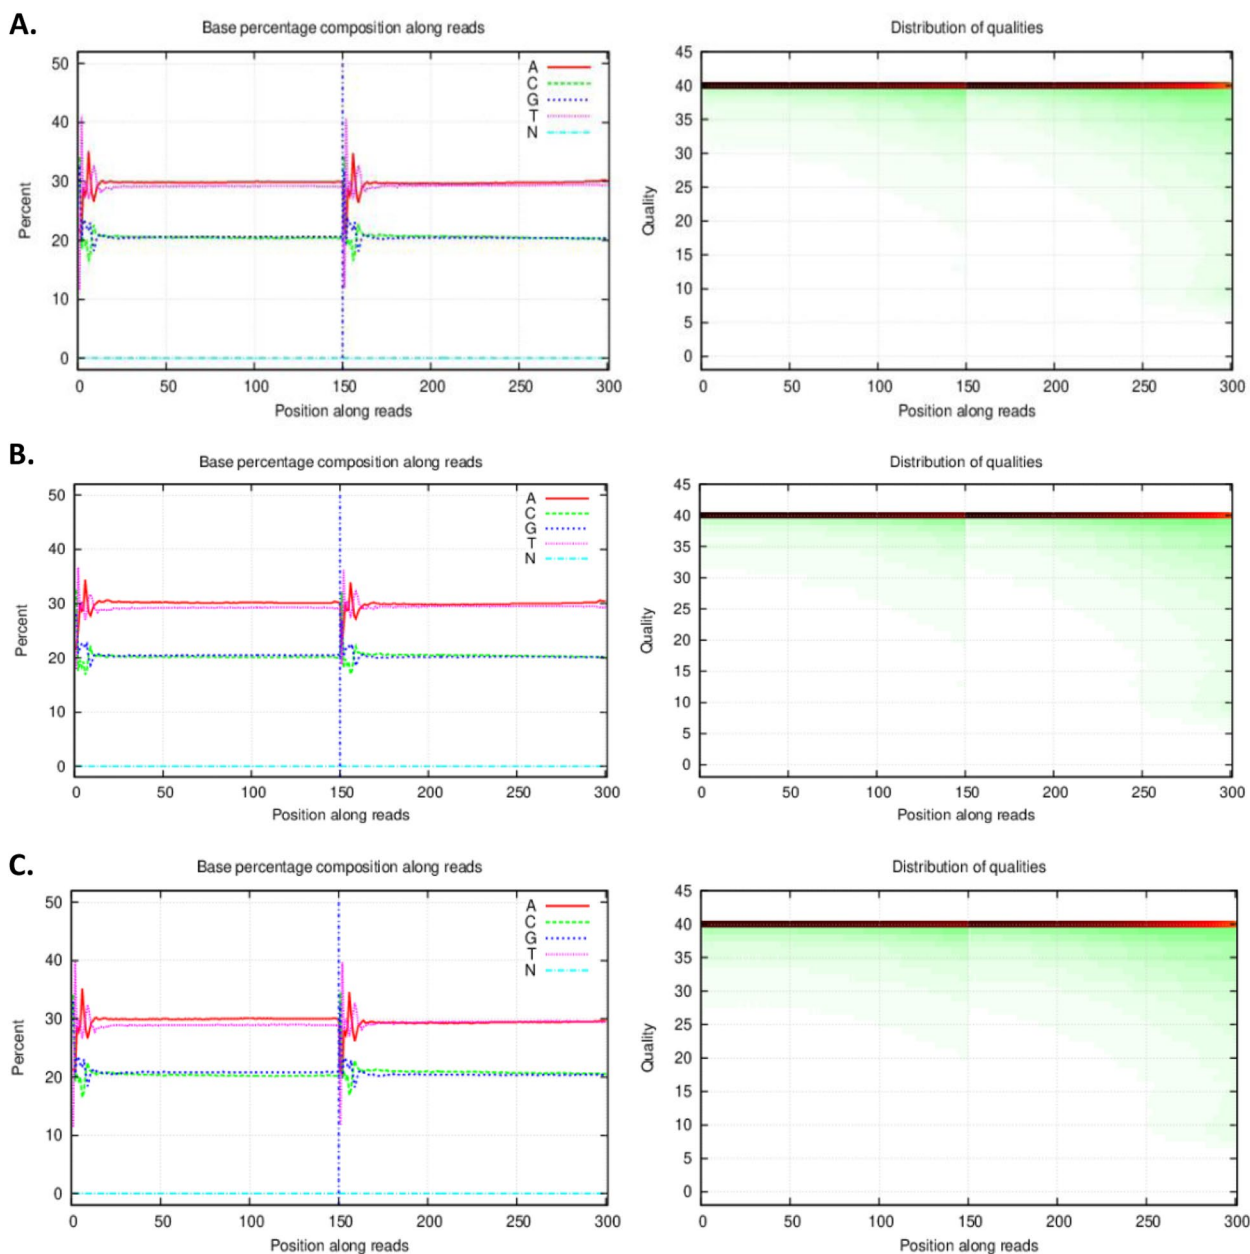 A.
Base percentage composition along reads
Distribution of qualities
50
40
30
20
10
0
Percent
A
C
G
T
N
0 50 100 150 200 250 300
Position along reads
45
40
35
30
25
20
15
10
5
0
Quality
0 50 100 150 200 250 300
Position along reads
B.
Base percentage composition along reads
Distribution of qualities
50
40
30
20
10
0
Percent
A
C
G
T
N
0 50 100 150 200 250 300
Position along reads
45
40
35
30
25
20
15
10
5
0
Quality
0 50 100 150 200 250 300
Position along reads
C.
Base percentage composition along reads
Distribution of qualities
50
40
30
20
10
0
Percent
A
C
G
T
N
0 50 100 150 200 250 300
Position along reads
45
40
35
30
25
20
15
10
5
0
Quality
0 50 100 150 200 250 300
Position along reads